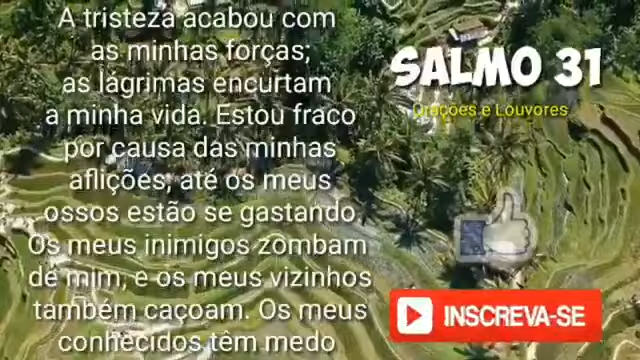 A tristeza acabou com
as minhas forças;
as lágrimas encurtam
a minha vida. Estou fraco
por causa das minhas
aflições; até os meus
ossos estão se gastando.
Os meus inimigos zombam
de mim, e os meus vizinhos
também caçoam. Os meus
conhecidos têm medo
SALMO 31
Orações e Louvores
INSCREVA-SE